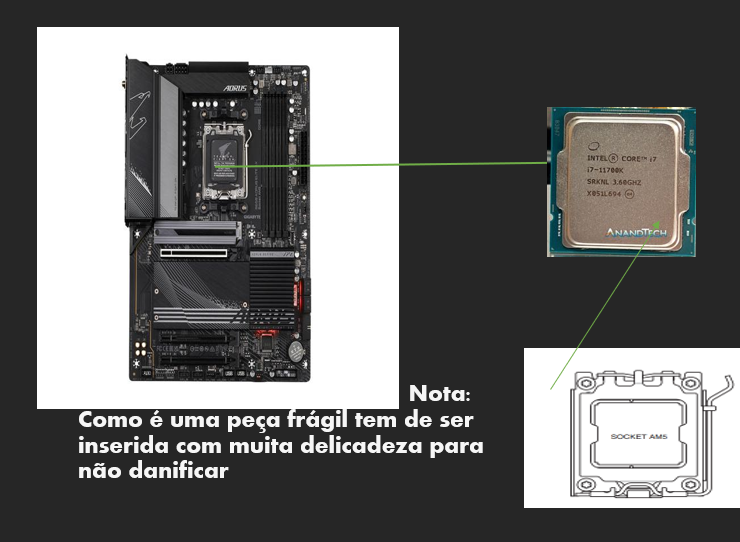 AORUS
INTEL® CORE™ i7
i7-11700K
SRKNL 3.60GHZ
X051L694
ANANDTECH
SOCKET AM5
Nota:
Como é uma peça frágil tem de ser
inserida com muita delicadeza para
não danificar